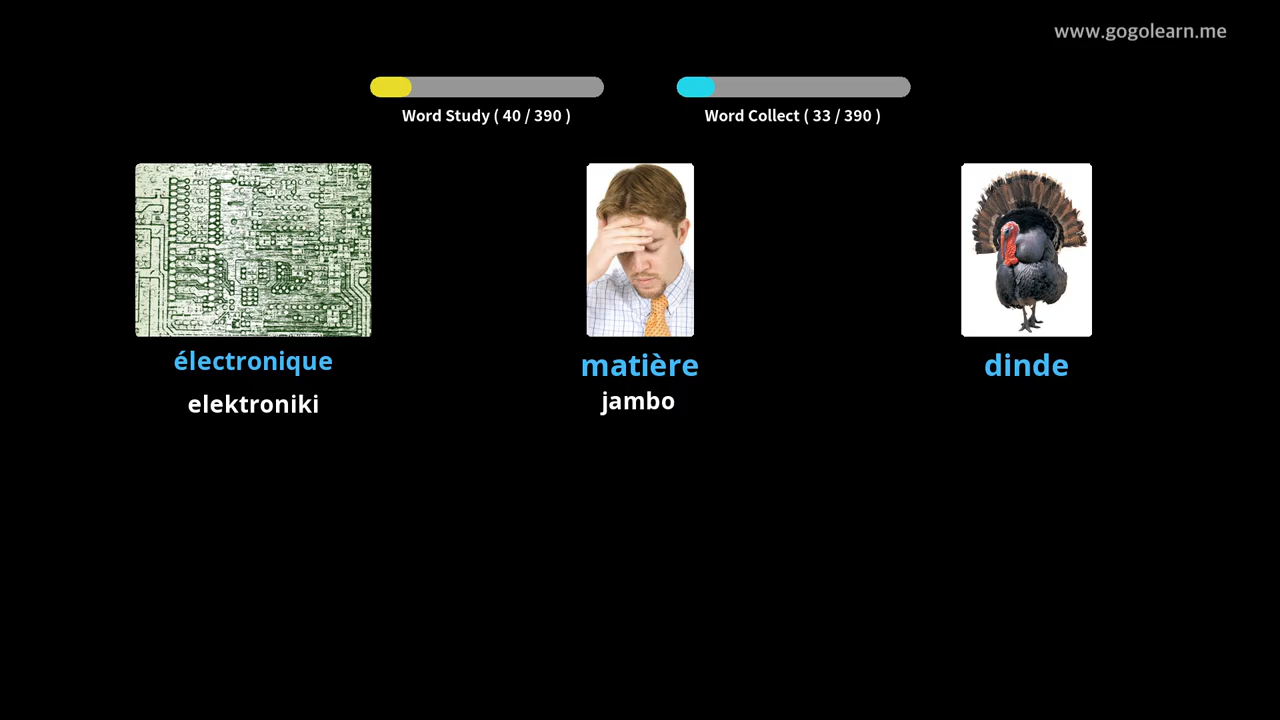 www.gogolearn.me
Word Study ( 40 / 390 )
Word Collect ( 33 / 390 )
électronique
elektroniki
matière
jambo
dinde